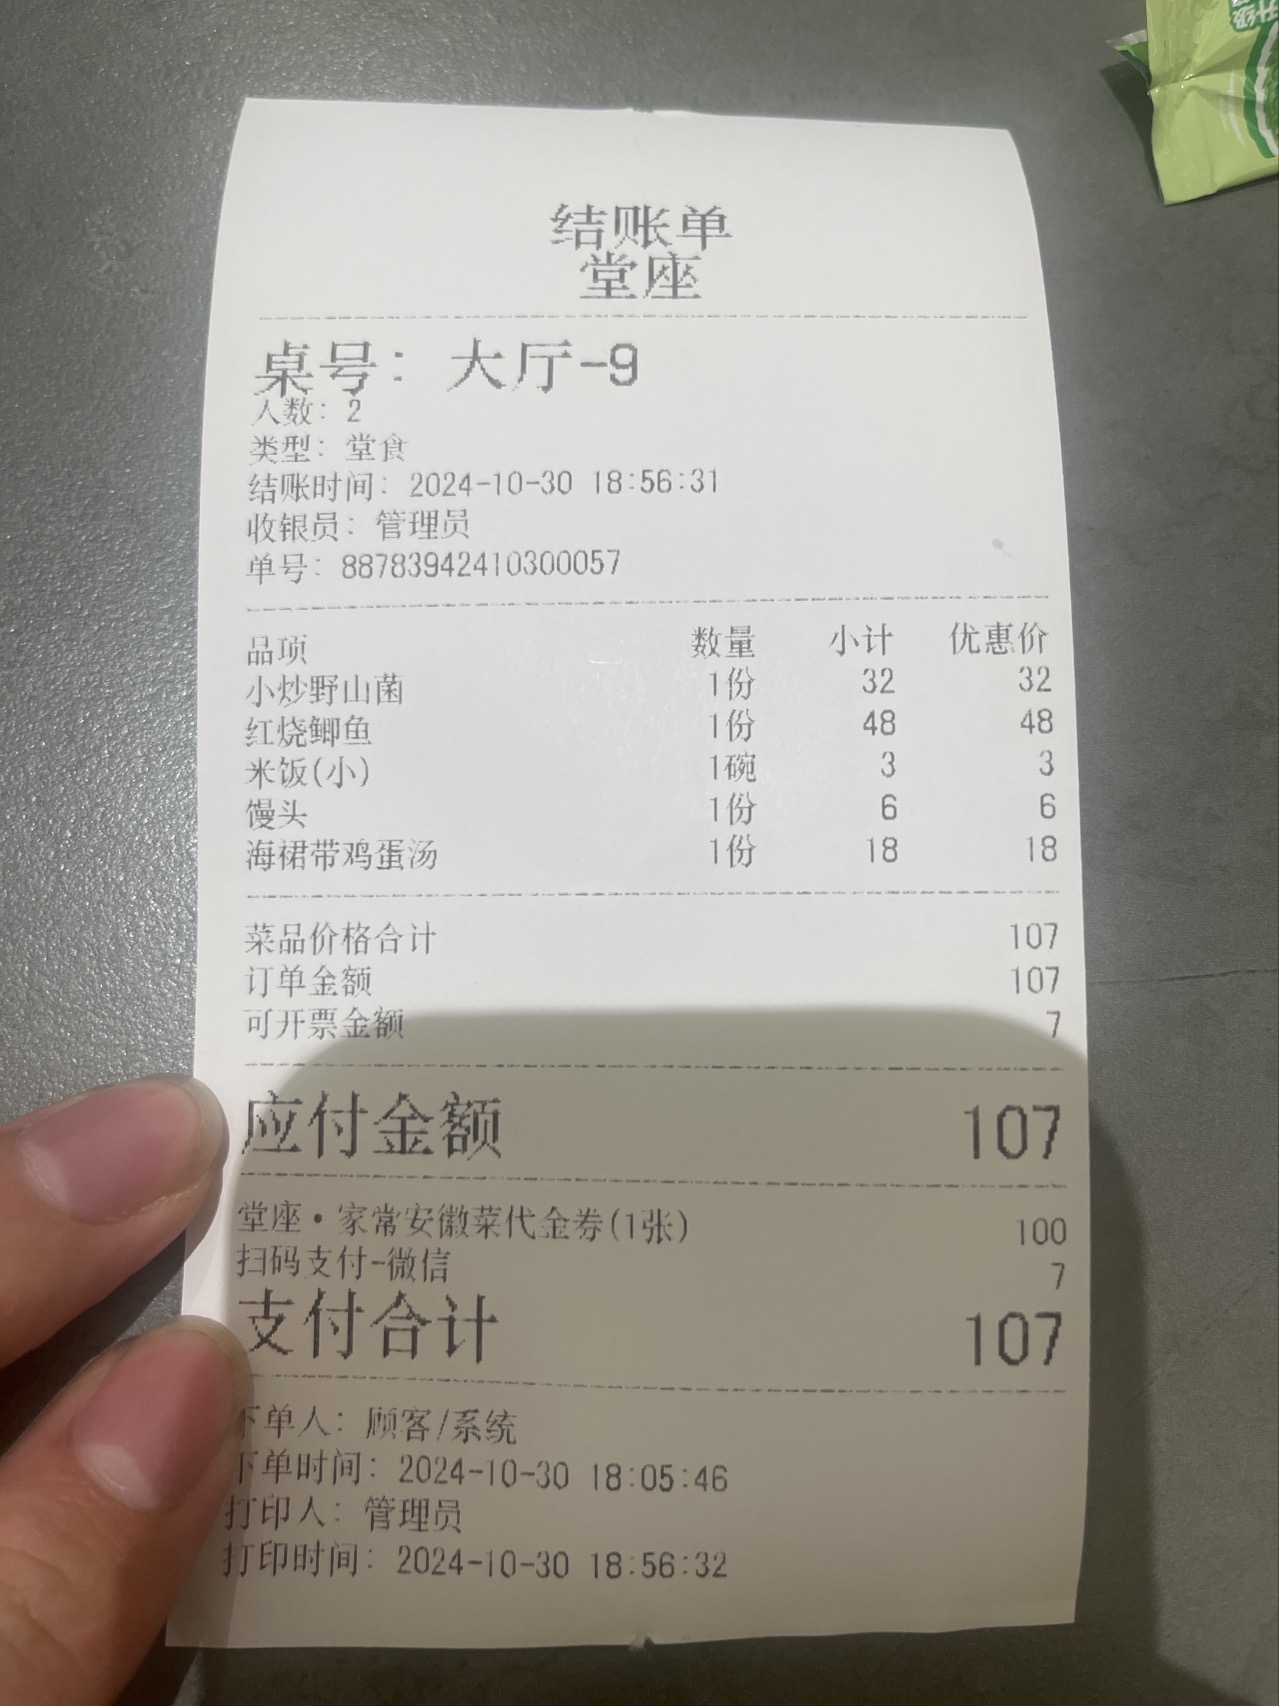 升级
结账单
堂座
桌号: 大厅-9
人数: 2
类型: 堂食
结账时间: 2024-10-30 18:56:31
收银员: 管理员
单号: 88783942410300057
品项 数量 小计 优惠价
小炒野山菌 1份 32 32
红烧鲫鱼 1份 48 48
米饭(小) 1碗 3 3
馒头 1份 6 6
海裙带鸡蛋汤 1份 18 18
菜品价格合计 107
订单金额 107
可开票金额 7
应付金额 107
堂座·家常安徽菜代金券(1张) 100
扫码支付-微信 7
支付合计 107
下单人: 顾客/系统
下单时间: 2024-10-30 18:05:46
打印人: 管理员
打印时间: 2024-10-30 18:56:32